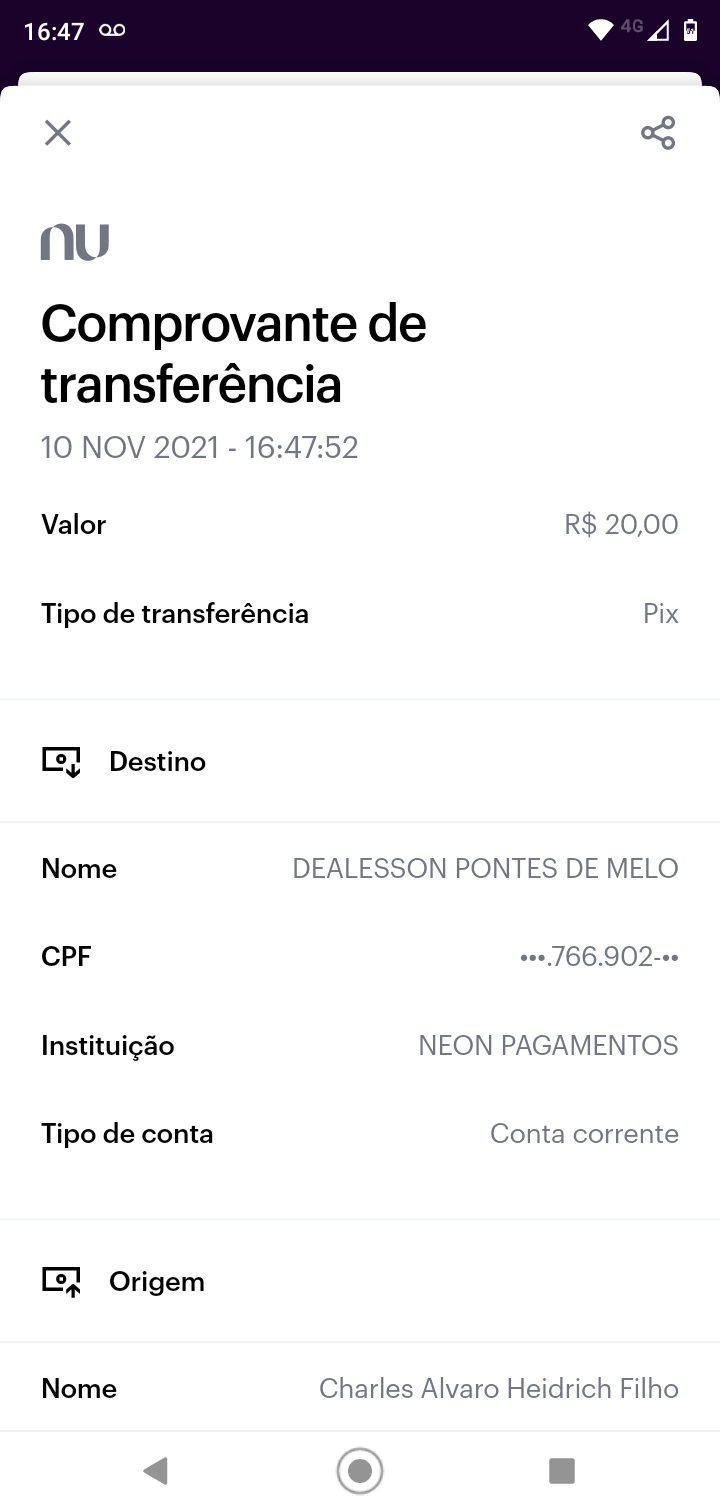 16:47
4G
nu
Comprovante de
transferência
10 NOV 2021 - 16:47:52
Valor R$ 20,00
Tipo de transferência Pix
Destino
Nome DEALESSON PONTES DE MELO
CPF •••.766.902-••
Instituição NEON PAGAMENTOS
Tipo de conta Conta corrente
Origem
Nome Charles Alvaro Heidrich Filho